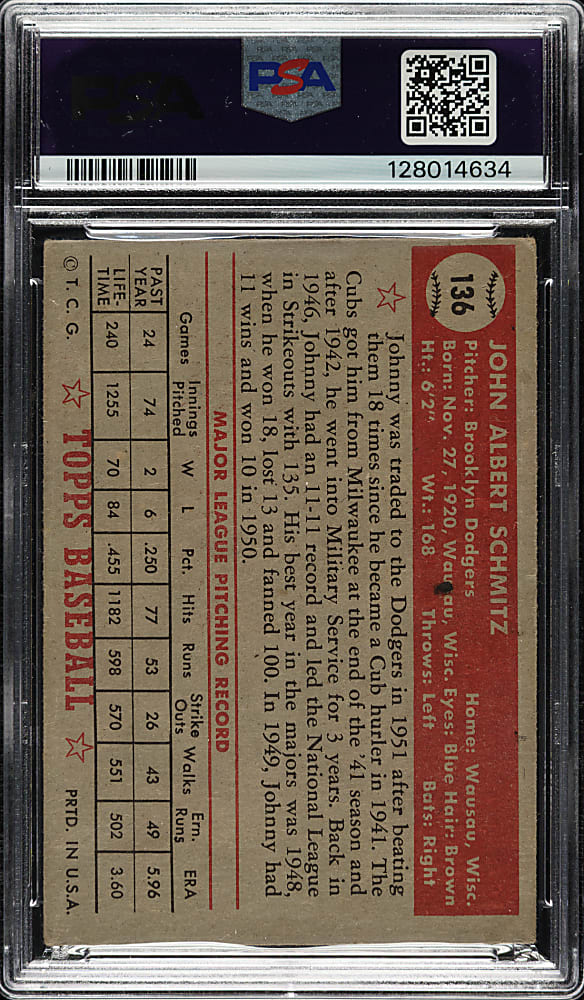 PSA
128014634
136
JOHN ALBERT SCHMITZ
Pitcher: Brooklyn Dodgers Home: Wausau, Wisc.
Born: Nov. 27, 1920, Wausau, Wisc. Eyes: Blue Hair: Brown
Ht.: 6'2" Wt.: 168 Throws: Left Bats: Right
Johnny was traded to the Dodgers in 1951 after beating
them 18 times since he became a Cub hurler in 1941. The
Cubs got him from Milwaukee at the end of the '41 season and
after 1942, he went into Military Service for 3 years. Back in
1946, Johnny had an 11-11 record and led the National League
in Strikeouts with 135. His best year in the majors was 1948,
when he won 18, lost 13 and fanned 100. In 1949, Johnny had
11 wins and won 10 in 1950.
MAJOR LEAGUE PITCHING RECORD
Games Innings Pitched W L Pct. Hits Runs Strike Outs Walks Ern. Runs ERA
PAST YEAR 24 74 2 6 .250 77 53 26 43 49 5.96
LIFE-TIME 240 1255 70 84 .455 1182 598 570 551 502 3.60
© T. C. G. TOPPS BASEBALL PRTD. IN U.S.A.